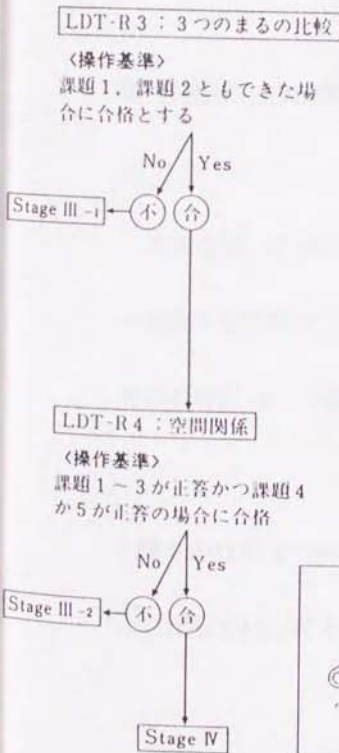 LDT-R3：3つのまるの比較
〈操作基準〉
課題1，課題2ともできた場
合に合格とする
No Yes
Stage Ⅲ-1 不 合
LDT-R4：空間関係
〈操作基準〉
課題1～3が正答かつ課題4
か5が正答の場合に合格
No Yes
Stage Ⅲ-2 不 合
Stage Ⅳ